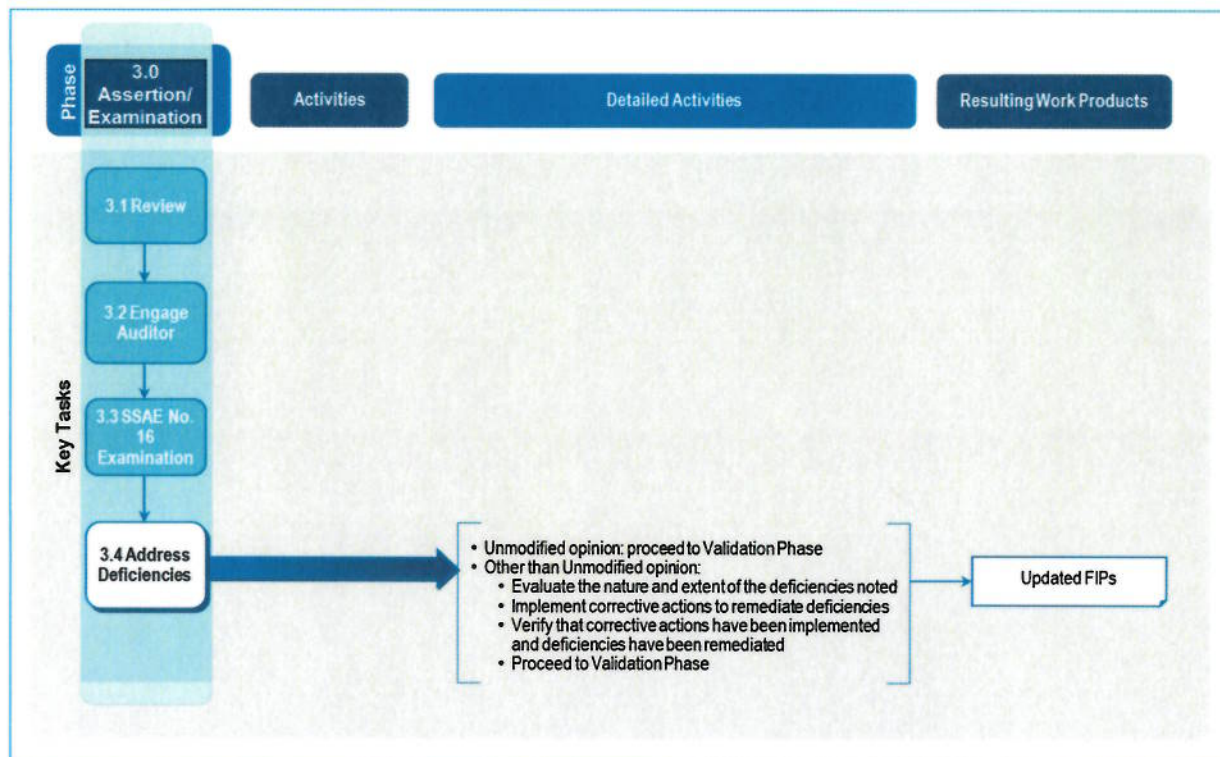 Phase
3.0
Assertion/
Examination
Activities
Detailed Activities
Resulting Work Products
Key Tasks
3.1 Review
3.2 Engage
Auditor
3.3 SSAE No.
16
Examination
3.4 Address
Deficiencies
• Unmodified opinion: proceed to Validation Phase
• Other than Unmodified opinion:
• Evaluate the nature and extent of the deficiencies noted
• Implement corrective actions to remediate deficiencies
• Verify that corrective actions have been implemented
and deficiencies have been remediated
• Proceed to Validation Phase
Updated FIPs